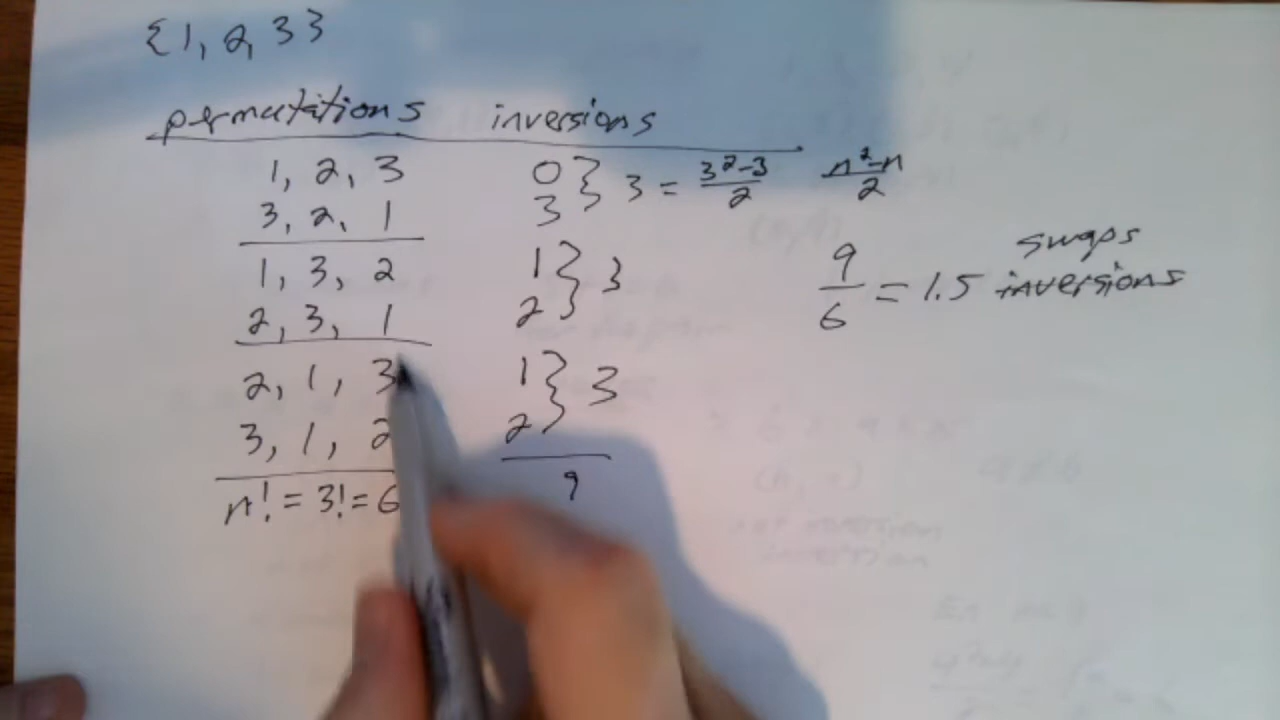 {1, 2, 3}
permutations inversions
1, 2, 3 0 } 3 = 3²-3/2 n²-n/2
3, 2, 1 3
1, 3, 2 1 } 3
2, 3, 1 2
2, 1, 3 1 } 3
3, 1, 2 2
n! = 3! = 6 9
swaps
9/6 = 1.5 inversions